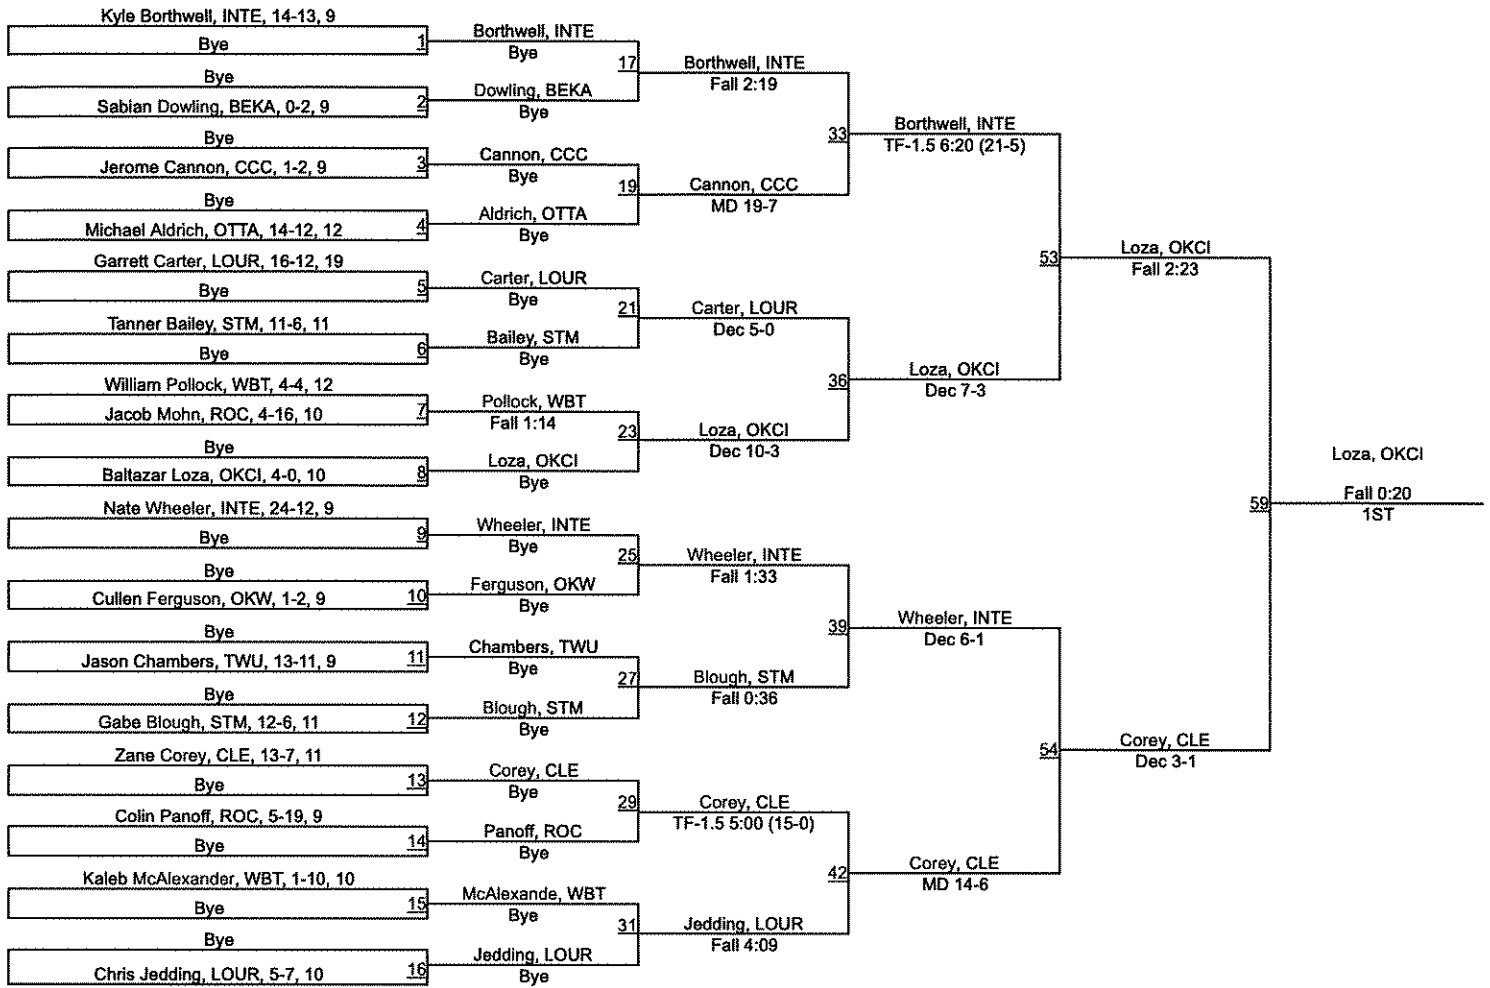 Kyle Borthwell, INTE, 14-13, 9
Bye
1
Bye
Sabian Dowling, BEKA, 0-2, 9
2
Bye
Jerome Cannon, CCC, 1-2, 9
3
Bye
Michael Aldrich, OTTA, 14-12, 12
4
Garrett Carter, LOUR, 16-12, 19
Bye
5
Tanner Bailey, STM, 11-6, 11
Bye
6
William Pollock, WBT, 4-4, 12
Jacob Mohn, ROC, 4-16, 10
7
Bye
Baltazar Loza, OKCI, 4-0, 10
8
Nate Wheeler, INTE, 24-12, 9
Bye
9
Bye
Cullen Ferguson, OKW, 1-2, 9
10
Bye
Jason Chambers, TWU, 13-11, 9
11
Bye
Gabe Blough, STM, 12-6, 11
12
Zane Corey, CLE, 13-7, 11
Bye
13
Colin Panoff, ROC, 5-19, 9
Bye
14
Kaleb McAlexander, WBT, 1-10, 10
Bye
15
Bye
Chris Jedding, LOUR, 5-7, 10
16
Borthwell, INTE
Bye
17
Dowling, BEKA
Bye
Cannon, CCC
Bye
19
Aldrich, OTTA
Bye
Carter, LOUR
Bye
21
Bailey, STM
Bye
Pollock, WBT
Fall 1:14
23
Loza, OKCI
Bye
Wheeler, INTE
Bye
25
Ferguson, OKW
Bye
Chambers, TWU
Bye
27
Blough, STM
Bye
Corey, CLE
Bye
29
Panoff, ROC
Bye
McAlexande, WBT
Bye
31
Jedding, LOUR
Bye
Borthwell, INTE
Fall 2:19
33
Cannon, CCC
MD 19-7
Carter, LOUR
Dec 5-0
36
Loza, OKCI
Dec 10-3
Wheeler, INTE
Fall 1:33
39
Blough, STM
Fall 0:36
Corey, CLE
TF-1.5 5:00 (15-0)
42
Jedding, LOUR
Fall 4:09
Borthwell, INTE
TF-1.5 6:20 (21-5)
53
Loza, OKCI
Dec 7-3
Wheeler, INTE
Dec 6-1
54
Corey, CLE
MD 14-6
Loza, OKCI
Fall 2:23
59
Corey, CLE
Dec 3-1
Loza, OKCI
Fall 0:20
1ST